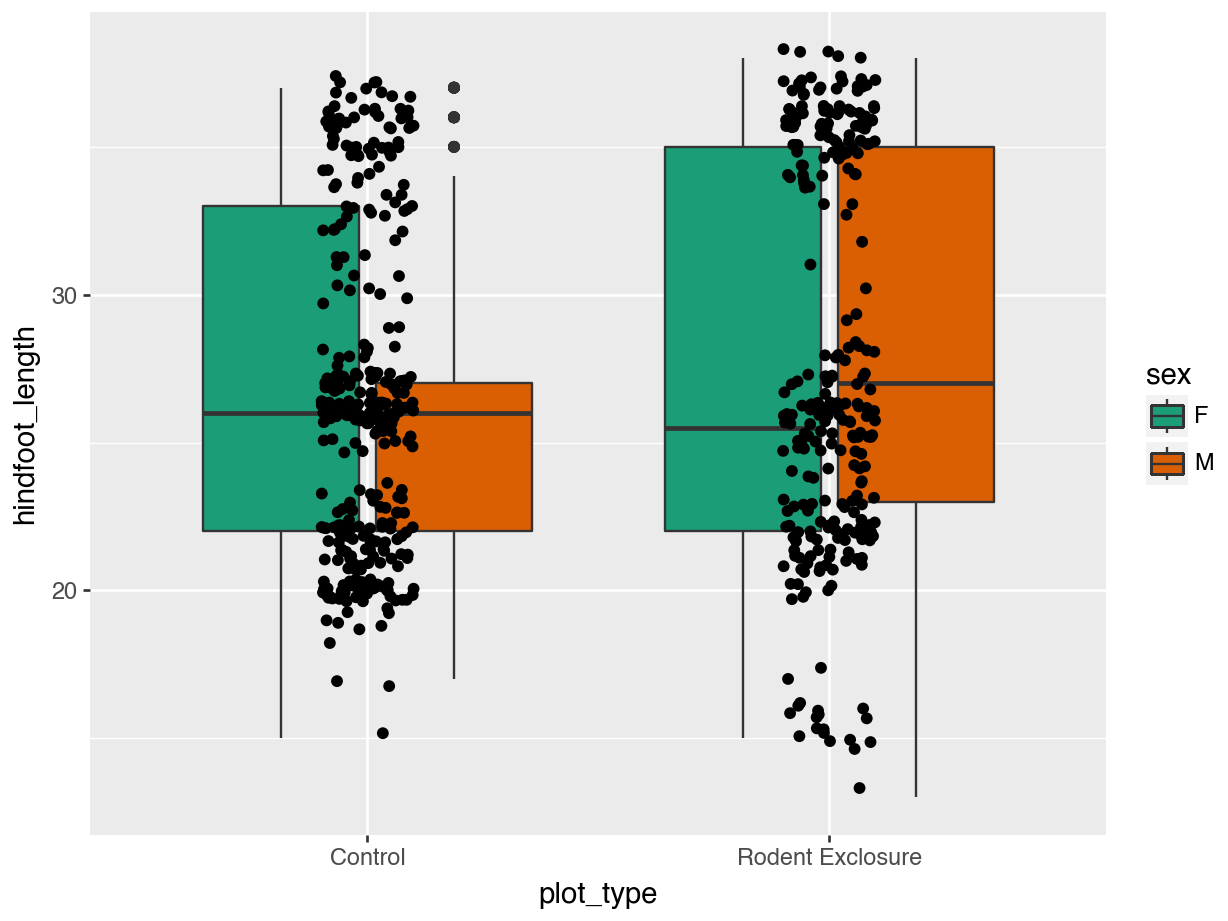 hindfoot_length
30
20
Control
Rodent Exclosure
plot_type
sex
F
M